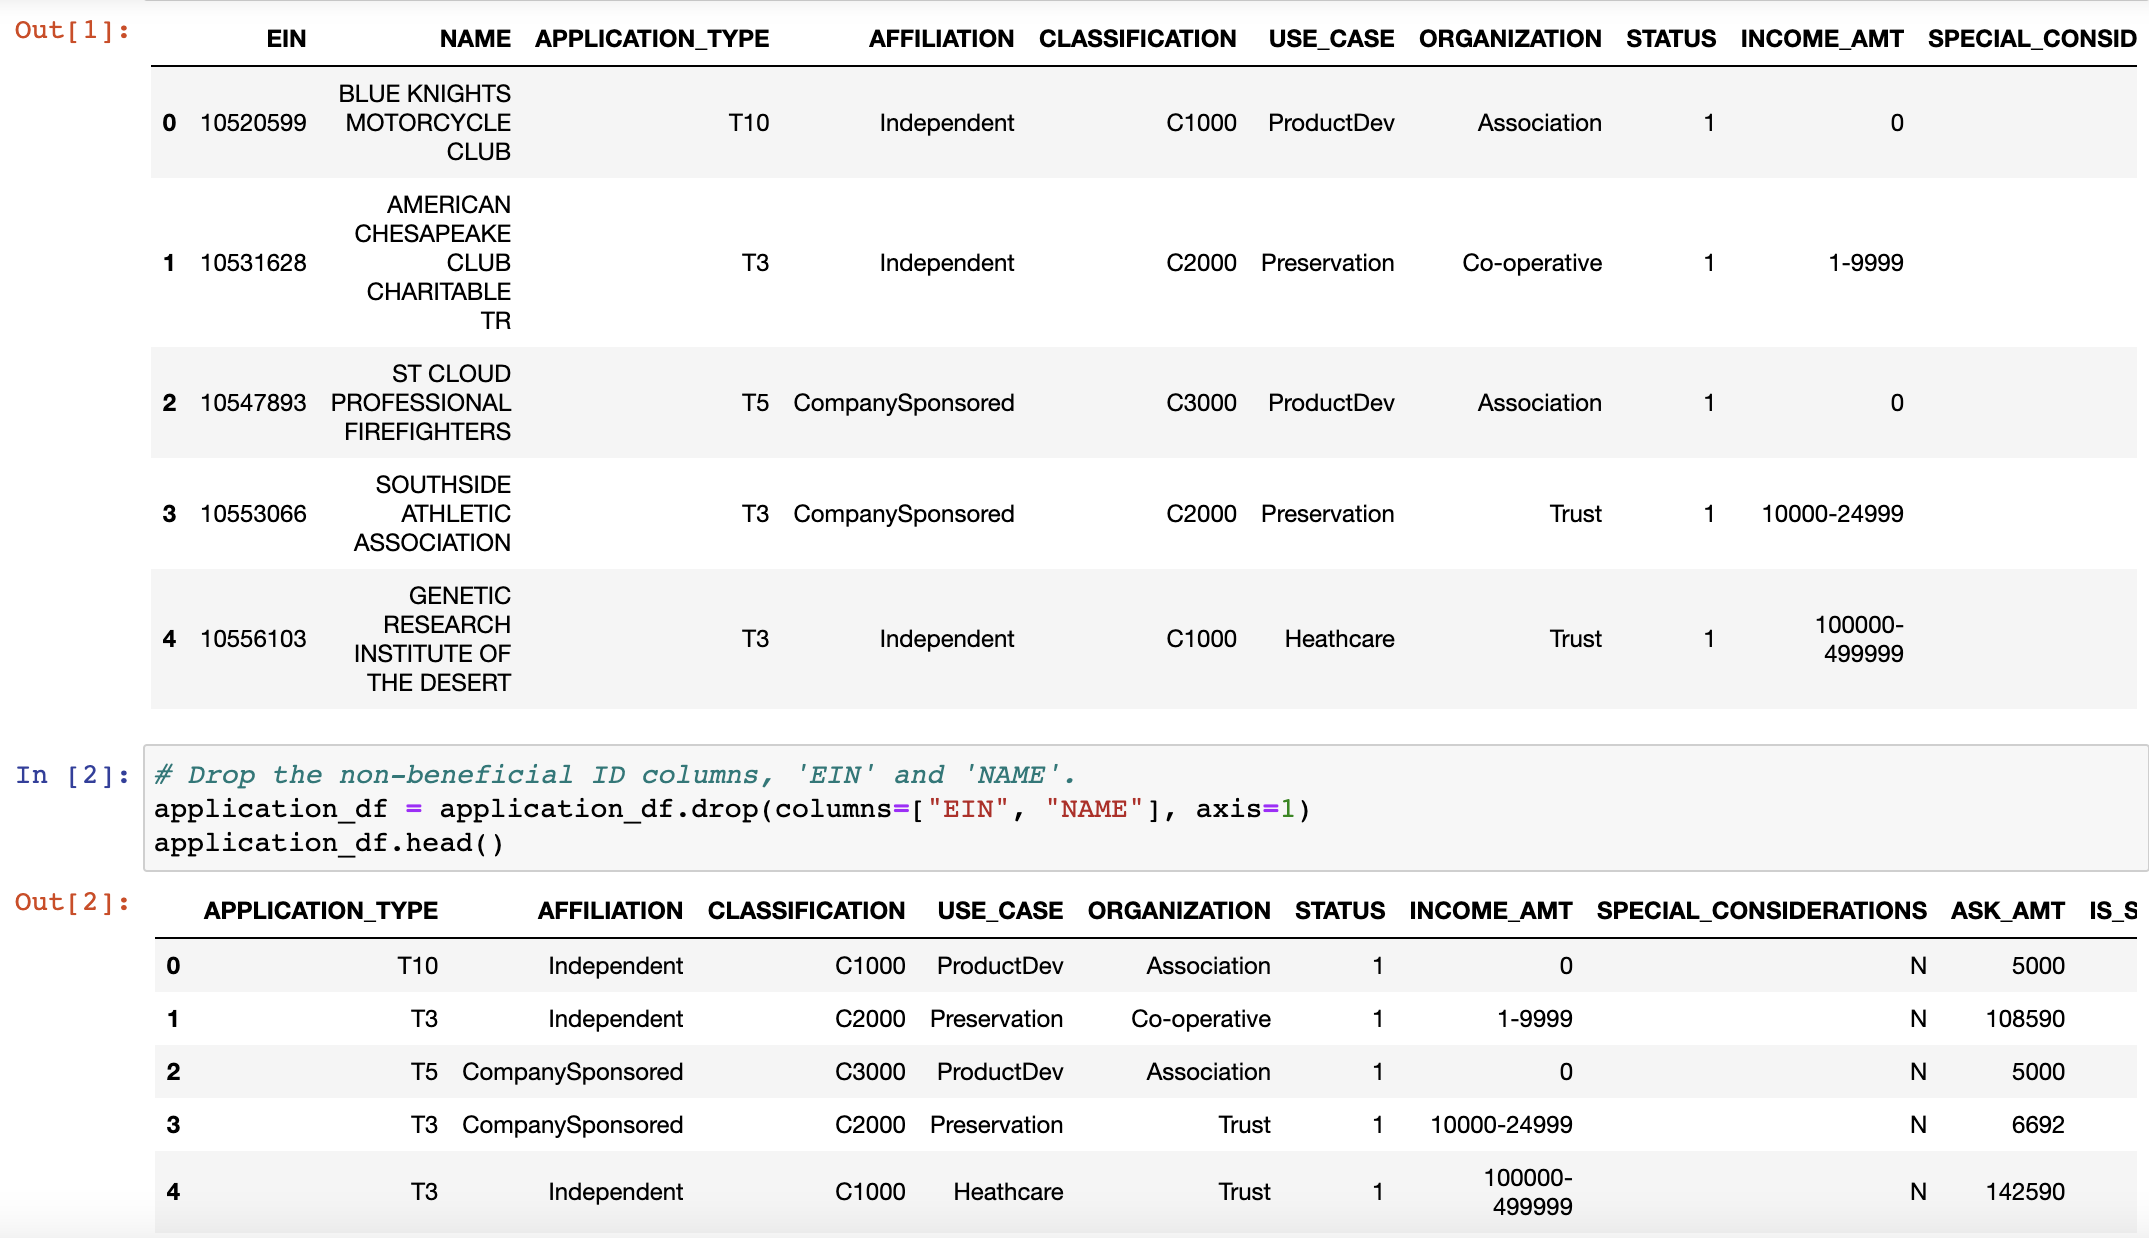 Out[1]:
EIN NAME APPLICATION_TYPE AFFILIATION CLASSIFICATION USE_CASE ORGANIZATION STATUS INCOME_AMT SPECIAL_CONSID
0 10520599 BLUE KNIGHTS MOTORCYCLE CLUB T10 Independent C1000 ProductDev Association 1 0
1 10531628 AMERICAN CHESAPEAKE CLUB CHARITABLE TR T3 Independent C2000 Preservation Co-operative 1 1-9999
2 10547893 ST CLOUD PROFESSIONAL FIREFIGHTERS T5 CompanySponsored C3000 ProductDev Association 1 0
3 10553066 SOUTHSIDE ATHLETIC ASSOCIATION T3 CompanySponsored C2000 Preservation Trust 1 10000-24999
4 10556103 GENETIC RESEARCH INSTITUTE OF THE DESERT T3 Independent C1000 Heathcare Trust 1 100000-499999
In [2]:
# Drop the non-beneficial ID columns, 'EIN' and 'NAME'.
application_df = application_df.drop(columns=["EIN", "NAME"], axis=1)
application_df.head()
Out[2]:
APPLICATION_TYPE AFFILIATION CLASSIFICATION USE_CASE ORGANIZATION STATUS INCOME_AMT SPECIAL_CONSIDERATIONS ASK_AMT IS_S
0 T10 Independent C1000 ProductDev Association 1 0 N 5000
1 T3 Independent C2000 Preservation Co-operative 1 1-9999 N 108590
2 T5 CompanySponsored C3000 ProductDev Association 1 0 N 5000
3 T3 CompanySponsored C2000 Preservation Trust 1 10000-24999 N 6692
4 T3 Independent C1000 Heathcare Trust 1 100000-499999 N 142590